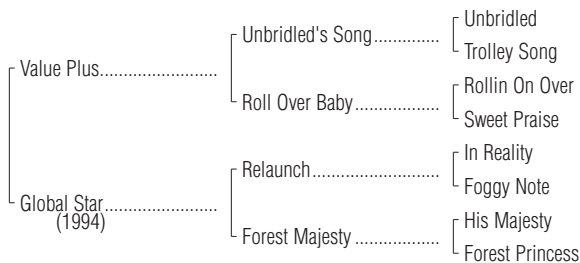 Unbridled
Unbridled's Song..............
Trolley Song
Value Plus.......................
Rollin On Over
Roll Over Baby .................
Sweet Praise
In Reality
Relaunch.........................
Foggy Note
Global Star......................
(1994)
His Majesty
Forest Majesty .................
Forest Princess